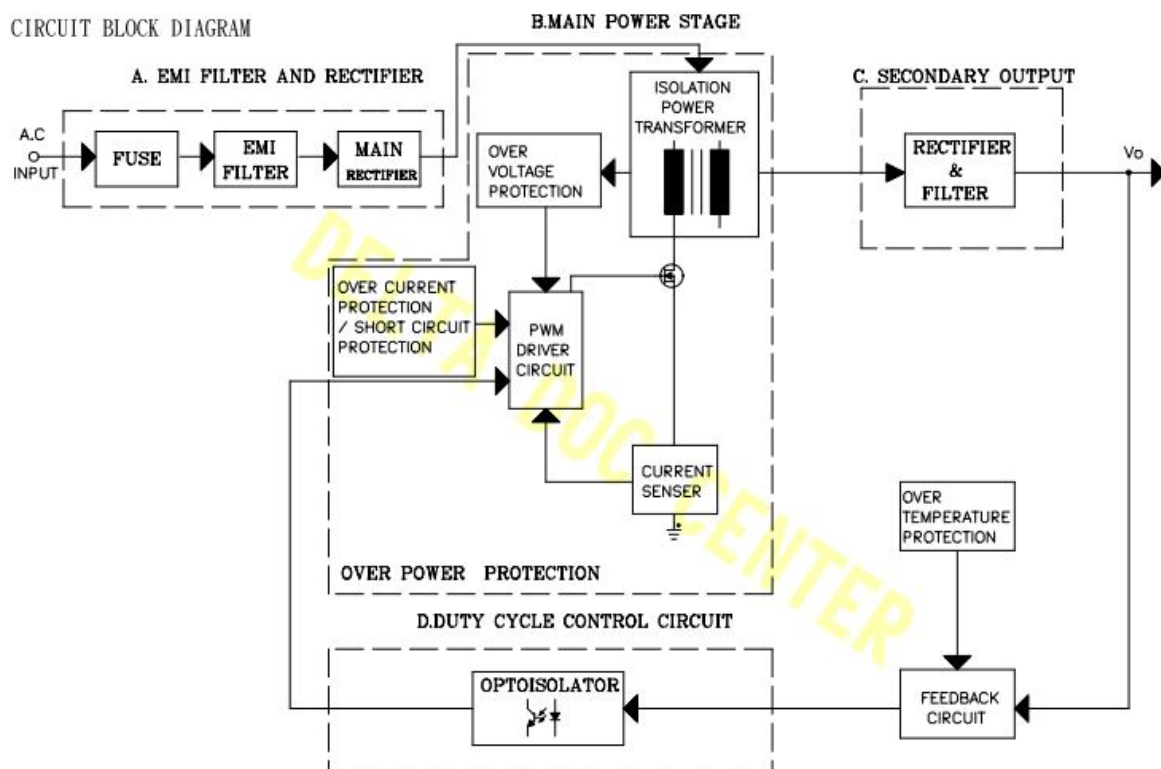 CIRCUIT BLOCK DIAGRAM
B.MAIN POWER STAGE
A. EMI FILTER AND RECTIFIER
C. SECONDARY OUTPUT
A.C
INPUT
FUSE
EMI
FILTER
MAIN
RECTIFIER
OVER
VOLTAGE
PROTECTION
ISOLATION
POWER
TRANSFORMER
RECTIFIER
&
FILTER
Vo
OVER CURRENT
PROTECTION
/ SHORT CIRCUIT
PROTECTION
PWM
DRIVER
CIRCUIT
CURRENT
SENSER
OVER
TEMPERATURE
PROTECTION
OVER POWER PROTECTION
D.DUTY CYCLE CONTROL CIRCUIT
OPTOISOLATOR
FEEDBACK
CIRCUIT
DELTA DOC CENTER